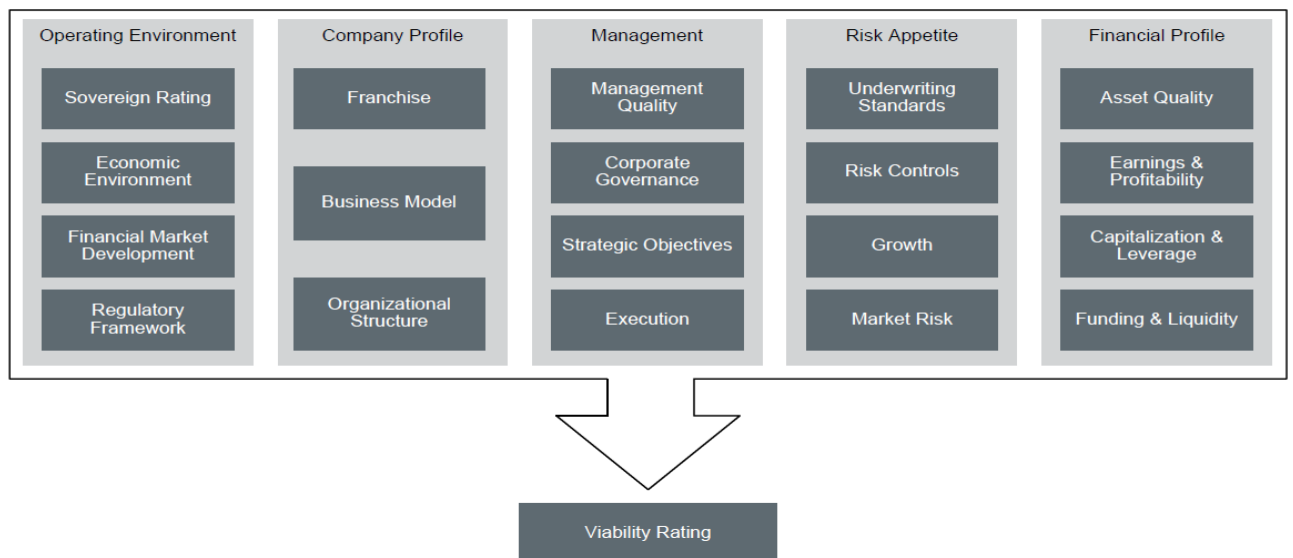 Operating Environment
Sovereign Rating
Economic
Environment
Financial Market
Development
Regulatory
Framework
Company Profile
Franchise
Business Model
Organizational
Structure
Management
Management
Quality
Corporate
Governance
Strategic Objectives
Execution
Risk Appetite
Underwriting
Standards
Risk Controls
Growth
Market Risk
Financial Profile
Asset Quality
Earnings &
Profitability
Capitalization &
Leverage
Funding & Liquidity
Viability Rating